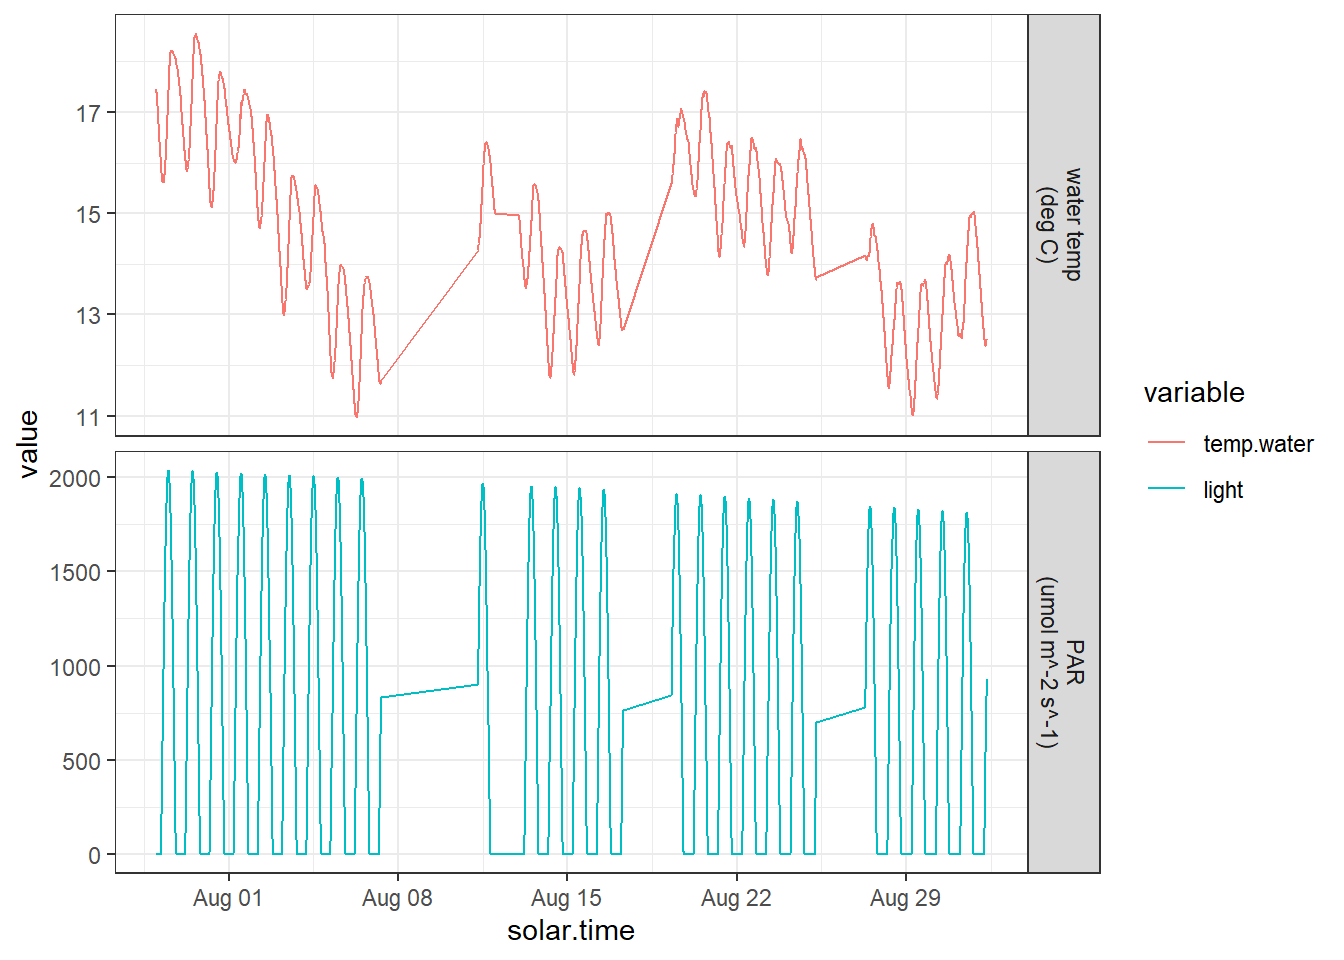 17
15
13
11
water temp
(deg C)
value
2000
1500
1000
500
0
PAR
(umol m^-2 s^-1)
Aug 01
Aug 08
Aug 15
Aug 22
Aug 29
solar.time
variable
temp.water
light